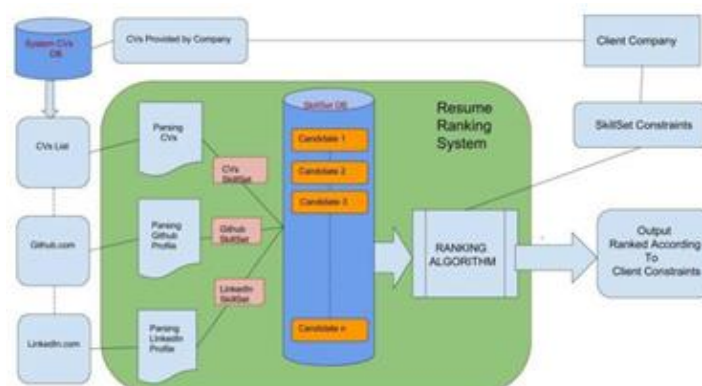 System CVs
DB
CVs Provided by Company
Client Company
SkillSet DB
Resume
Ranking
System
Parsing
CVs
CVs List
Candidate 1
SkillSet Constraints
CVs
SkillSet
Candidate 2
Candidate 3
Github.com
Parsing
Github
Profile
Github
SkillSet
RANKING
ALGORITHM
Output
Ranked According
To
Client Constraints
LinkedIn
SkillSet
LinkedIn.com
Parsing
LinkedIn
Profile
Candidate n